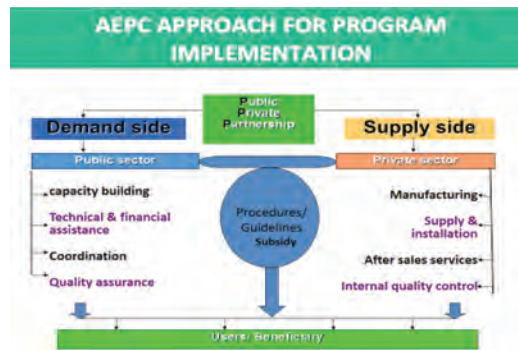 AEPC APPROACH FOR PROGRAM
IMPLEMENTATION
Public
Private
Partnership
Demand side
Supply side
Public sector
Private sector
capacity building
Technical & financial
assistance
Coordination
Quality assurance
Procedures/
Guidelines
Subsidy
Manufacturing
Supply &
installation
After sales services
Internal quality control
Users/ Beneficiary